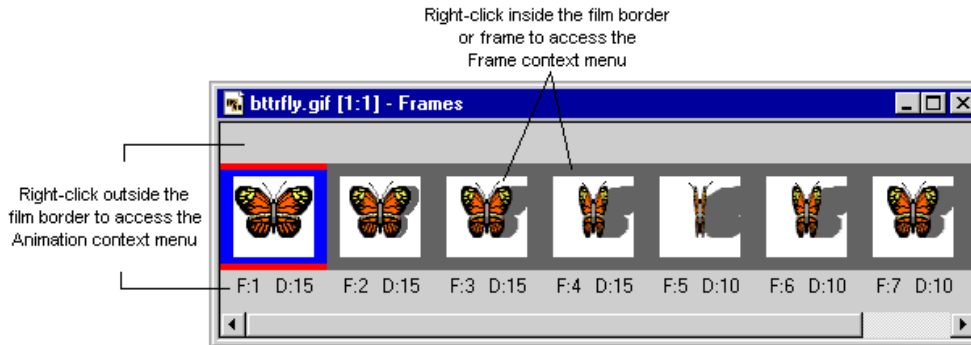 Right-click inside the film border
or frame to access the
Frame context menu
bttrfly.gif [1:1] - Frames
Right-click outside the
film border to access the
Animation context menu
F:1 D:15 F:2 D:15 F:3 D:15 F:4 D:15 F:5 D:10 F:6 D:10 F:7 D:10